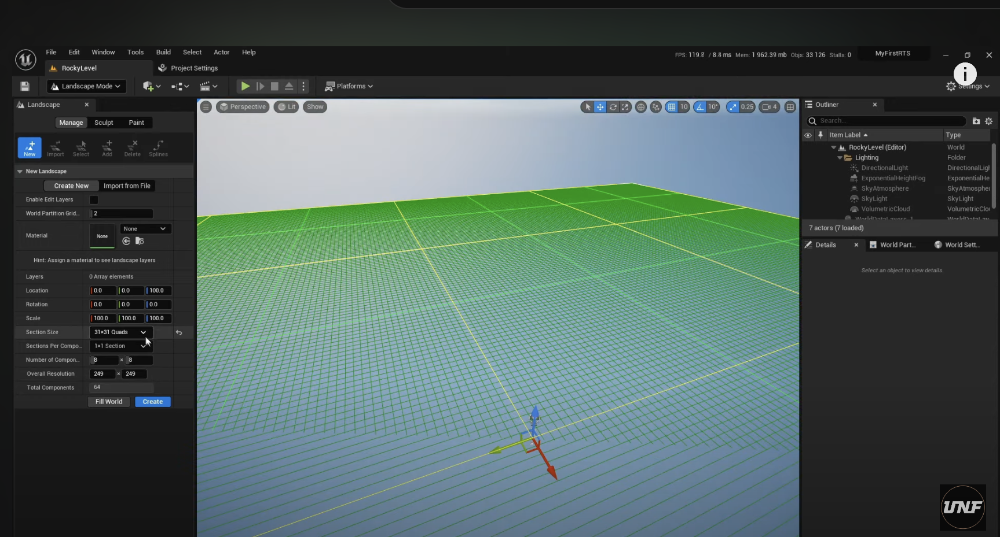 File Edit Window Tools Build Select Actor Help
FPS: 119.8 / 8.3 ms Mem: 1 962.39 mb Objs: 33 126 Stalls: 0
MyFirstRTS
RockyLevel
Project Settings
Landscape Mode
Platforms
Settings
Landscape
Manage Sculpt Paint
New Import Select Add Delete Splines
New Landscape
Create New Import from File
Enable Edit Layers
World Partition Grid... 2
Material None None
Hint: Assign a material to see landscape layers
Layers 0 Array elements
Location 0.0 0.0 100.0
Rotation 0.0 0.0 0.0
Scale 100.0 100.0 100.0
Section Size 31×31 Quads
Sections Per Compo... 1×1 Section
Number of Compon... 8 × 8
Overall Resolution 249 × 249
Total Components 64
Fill World Create
Perspective Lit Show
10 10° 0.25 4
Outliner
Search...
Item Label Type
RockyLevel (Editor) World
Lighting Folder
DirectionalLight DirectionalLigh
ExponentialHeightFog ExponentialHe
SkyAtmosphere SkyAtmospher
SkyLight SkyLight
VolumetricCloud VolumetricClou
WorldDataLayers_1 WorldDataLay
7 actors (7 loaded)
Details World Part... World Sett...
Select an object to view details.
UNF